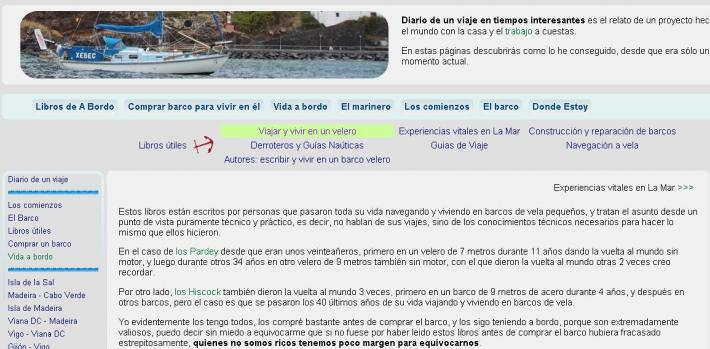 XEBEC
Diario de un viaje en tiempos interesantes es el relato de un proyecto hec
el mundo con la casa y el trabajo a cuestas.
En estas páginas descubrirás como lo he conseguido, desde que era sólo un
momento actual.
Libros de A Bordo Comprar barco para vivir en él Vida a bordo El marinero Los comienzos El barco Donde Estoy
Libros útiles
Viajar y vivir en un velero
Derroteros y Guías Naúticas
Autores: escribir y vivir en un barco velero
Experiencias vitales en La Mar
Guias de Viaje
Construcción y reparación de barcos
Navegación a vela
Diario de un viaje
Los comienzos
El Barco
Libros útiles
Comprar un barco
Vida a bordo
Isla de la Sal
Madeira - Cabo Verde
Isla de Madeira
Viana DC - Madeira
Vigo - Viana DC
Gijón - Vigo
Experiencias vitales en La Mar >>>
Estos libros están escritos por personas que pasaron toda su vida navegando y viviendo en barcos de vela pequeños, y tratan el asunto desde un
punto de vista puramente técnico y práctico, es decir, no hablan de sus viajes, sino de los conocimientos técnicos necesarios para hacer lo
mismo que ellos hicieron.
En el caso de los Pardey desde que eran unos veinteañeros, primero en un velero de 7 metros durante 11 años dando la vuelta al mundo sin
motor, y luego durante otros 34 años en otro velero de 9 metros también sin motor, con el que dieron la vuelta al mundo otras 2 veces creo
recordar.
Por otro lado, los Hiscock también dieron la vuelta al mundo 3 veces, primero en un barco de 9 metros de acero durante 4 años, y después en
otros barcos, pero el caso es que se pasaron los 40 últimos años de su vida viajando y viviendo en barcos de vela.
Yo evidentemente los tengo todos, los compré bastante antes de comprar el barco, y los sigo teniendo a bordo, porque son extremadamente
valiosos, puedo decir sin miedo a equivocarme que si no fuese por haber leido estos libros antes de comprar el barco hubiera fracasado
estrepitosamente, quienes no somos ricos tenemos poco margen para equivocarnos.